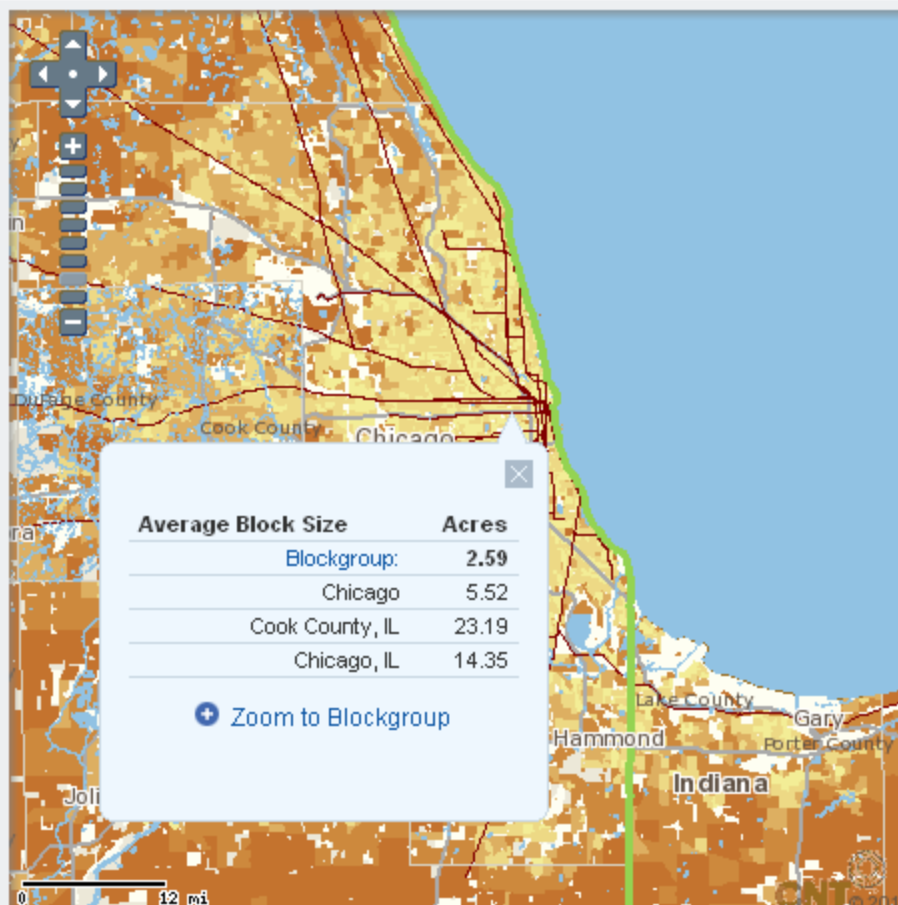 DuPage County
Cook County
Chicago
Average Block Size Acres
Blockgroup: 2.59
Chicago 5.52
Cook County, IL 23.19
Chicago, IL 14.35
Zoom to Blockgroup
Lake County
Gary
Hammond
Porter County
Indiana
0 12 mi
CNT